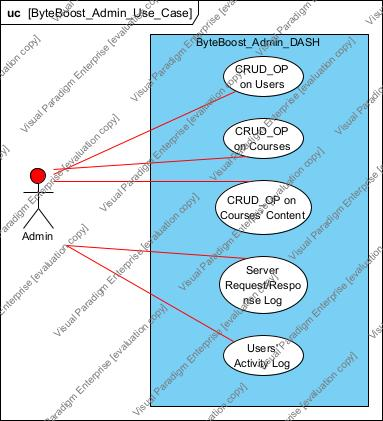 uc [ByteBoost_Admin_Use_Case]
ByteBoost_Admin_DASH
CRUD_OP
on Users
CRUD_OP
on Courses
CRUD_OP on
Courses' Content
Admin
Server
Request/Respo
nse Log
Users'
Activity Log
Visual Paradigm Enterprise [evaluation copy]